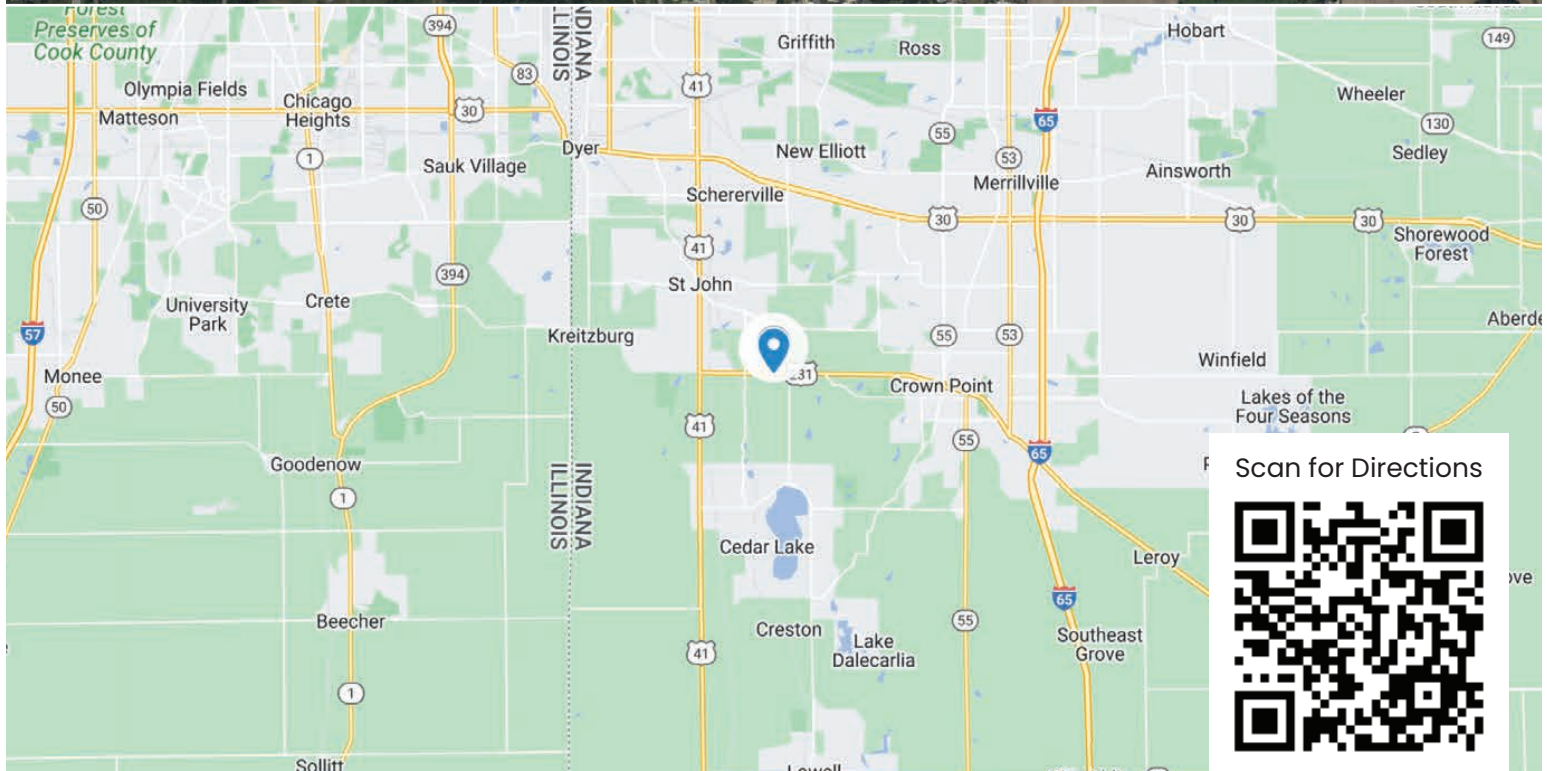 Forest
Preserves of
Cook County
394
ILLINOIS
INDIANA
Griffith
Ross
Hobart
149
83
41
Olympia Fields
Chicago
Heights
30
Matteson
Wheeler
65
130
55
Dyer
New Elliott
1
Sauk Village
53
Sedley
Merrillville
Ainsworth
Schererville
50
30
30
30
41
Shorewood
Forest
394
St John
University
Park
Crete
57
Kreitzburg
55
53
Winfield
Monee
Crown Point
50
Lakes of the
Four Seasons
41
55
65
Goodenow
Scan for Directions
1
ILLINOIS
INDIANA
Cedar Lake
Leroy
65
Beecher
Creston
55
Lake
Dalecarlia
Southeast
Grove
41
1
Sollitt
Lowell